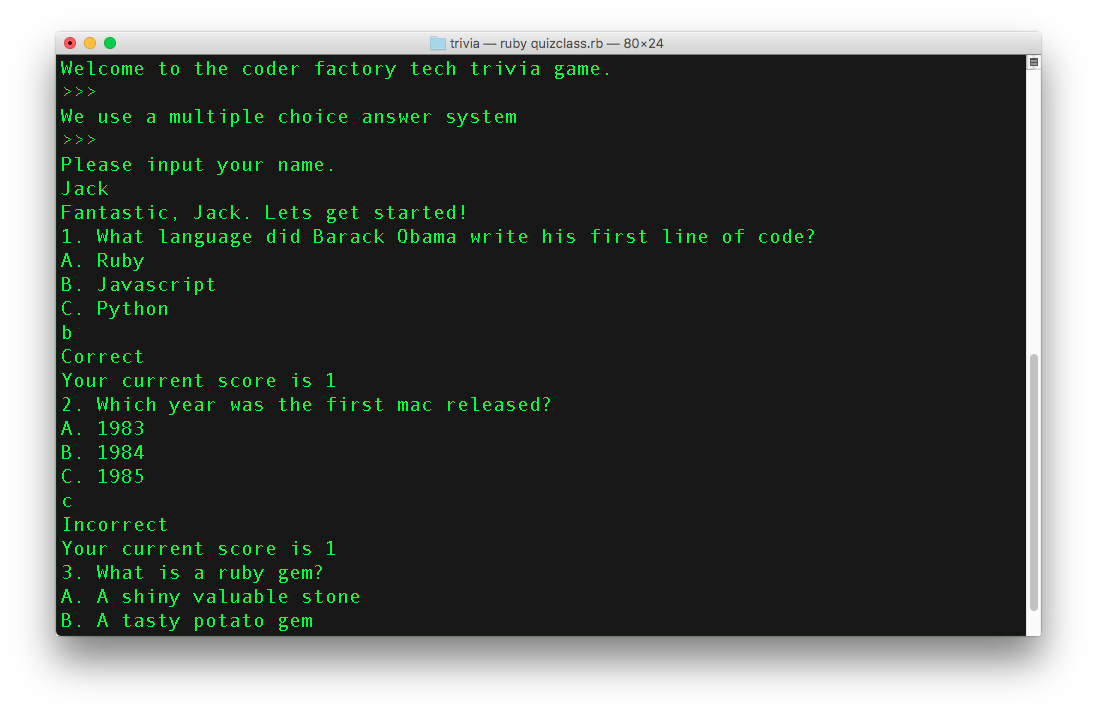 trivia — ruby quizclass.rb — 80×24
Welcome to the coder factory tech trivia game.
>>>
We use a multiple choice answer system
>>>
Please input your name.
Jack
Fantastic, Jack. Lets get started!
1. What language did Barack Obama write his first line of code?
A. Ruby
B. Javascript
C. Python
b
Correct
Your current score is 1
2. Which year was the first mac released?
A. 1983
B. 1984
C. 1985
c
Incorrect
Your current score is 1
3. What is a ruby gem?
A. A shiny valuable stone
B. A tasty potato gem